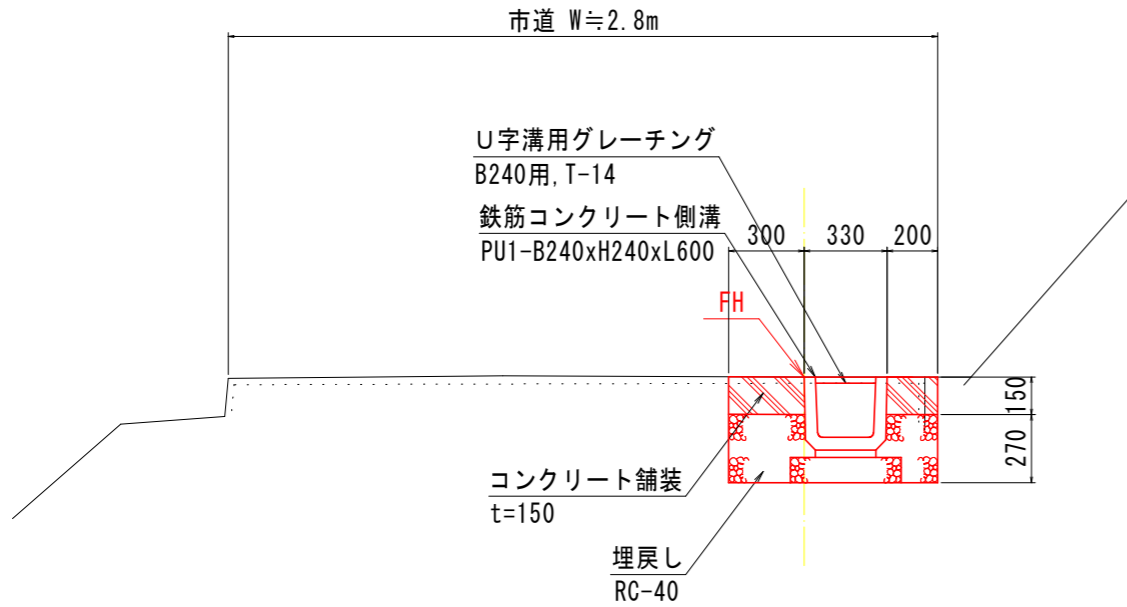 市道 W≒2.8m
U字溝用グレーチング
B240用,T-14
鉄筋コンクリート側溝
PU1-B240xH240xL600
300
330
200
FH
150
270
コンクリート舗装
t=150
埋戻し
RC-40